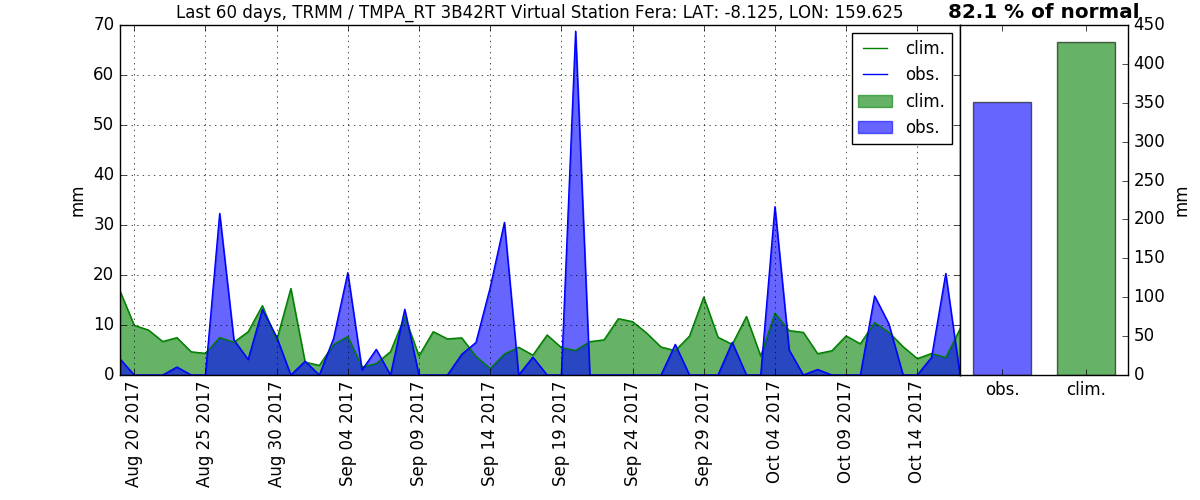 Last 60 days, TRMM / TMPA_RT 3B42RT Virtual Station Fera: LAT: -8.125, LON: 159.625
82.1 % of normal
70
60
50
40
30
20
10
0
mm
clim.
obs.
clim.
obs.
450
400
350
300
250
200
150
100
50
0
mm
obs.
clim.
Aug 20 2017
Aug 25 2017
Aug 30 2017
Sep 04 2017
Sep 09 2017
Sep 14 2017
Sep 19 2017
Sep 24 2017
Sep 29 2017
Oct 04 2017
Oct 09 2017
Oct 14 2017